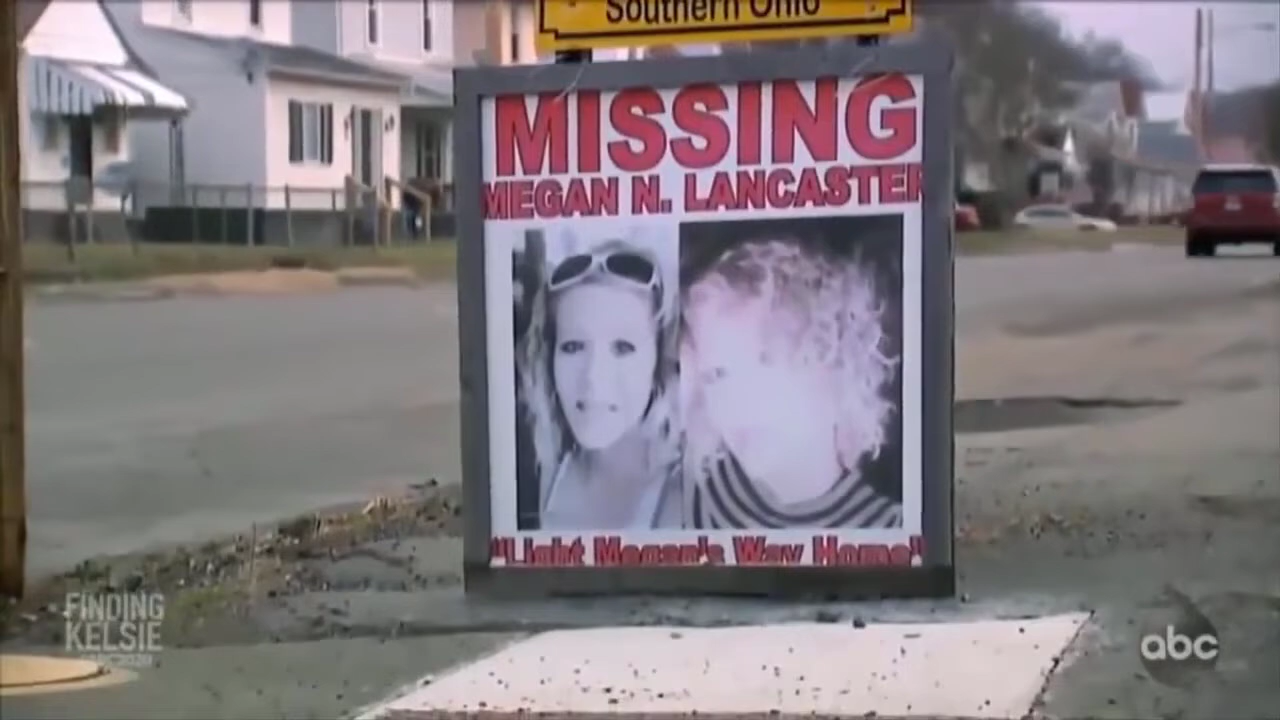 Southern Ohio
MISSING
MEGAN N. LANCASTER
"Light Megan's Way Home"
FINDING
KELSIE
abc